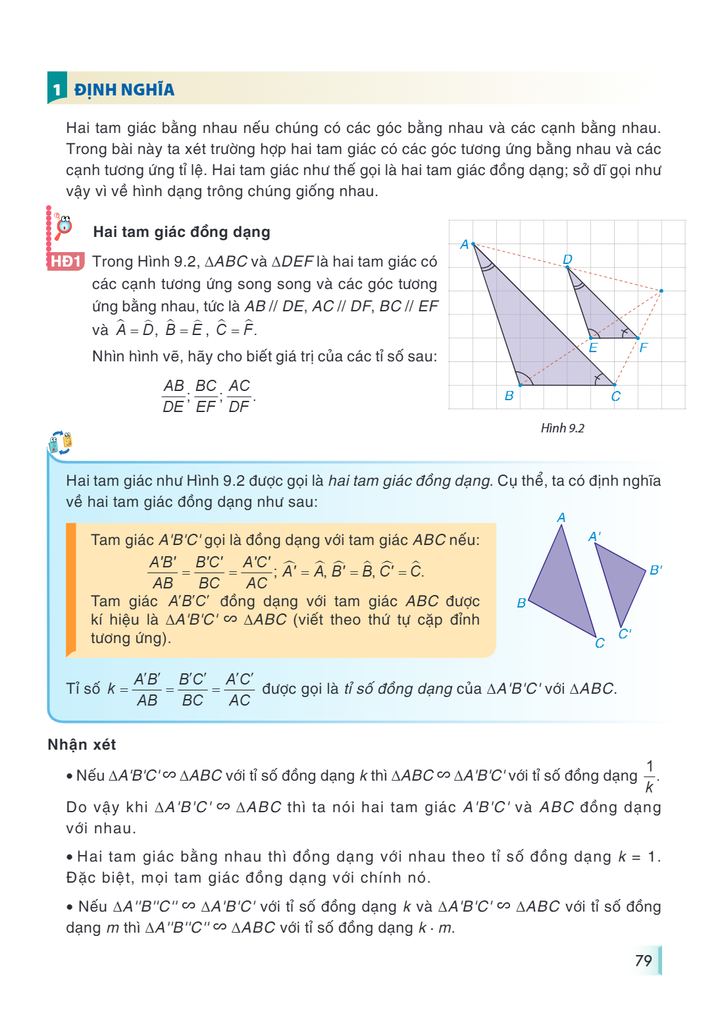 1 ĐỊNH NGHĨA
Hai tam giác bằng nhau nếu chúng có các góc bằng nhau và các cạnh bằng nhau.
Trong bài này ta xét trường hợp hai tam giác có các góc tương ứng bằng nhau và các
cạnh tương ứng tỉ lệ. Hai tam giác như thế gọi là hai tam giác đồng dạng; sở dĩ gọi như
vậy vì về hình dạng trông chúng giống nhau.
Hai tam giác đồng dạng
HĐ1 Trong Hình 9.2, ΔABC và ΔDEF là hai tam giác có
các cạnh tương ứng song song và các góc tương
ứng bằng nhau, tức là AB // DE, AC // DF, BC // EF
và Â = D̂, B̂ = Ê , Ĉ = F̂.
Nhìn hình vẽ, hãy cho biết giá trị của các tỉ số sau:
AB/DE; BC/EF; AC/DF.
A
D
E
F
B
C
Hình 9.2
Hai tam giác như Hình 9.2 được gọi là hai tam giác đồng dạng. Cụ thể, ta có định nghĩa
về hai tam giác đồng dạng như sau:
Tam giác A'B'C' gọi là đồng dạng với tam giác ABC nếu:
A'B'/AB = B'C'/BC = A'C'/AC; Â' = Â, B̂' = B̂, Ĉ' = Ĉ.
Tam giác A'B'C' đồng dạng với tam giác ABC được
kí hiệu là ΔA'B'C' ∽ ΔABC (viết theo thứ tự cặp đỉnh
tương ứng).
A
A'
B'
B
C
C'
Tỉ số k = A'B'/AB = B'C'/BC = A'C'/AC được gọi là tỉ số đồng dạng của ΔA'B'C' với ΔABC.
Nhận xét
• Nếu ΔA'B'C' ∽ ΔABC với tỉ số đồng dạng k thì ΔABC ∽ ΔA'B'C' với tỉ số đồng dạng 1/k.
Do vậy khi ΔA'B'C' ∽ ΔABC thì ta nói hai tam giác A'B'C' và ABC đồng dạng
với nhau.
• Hai tam giác bằng nhau thì đồng dạng với nhau theo tỉ số đồng dạng k = 1.
Đặc biệt, mọi tam giác đồng dạng với chính nó.
• Nếu ΔA''B''C'' ∽ ΔA'B'C' với tỉ số đồng dạng k và ΔA'B'C' ∽ ΔABC với tỉ số đồng
dạng m thì ΔA''B''C'' ∽ ΔABC với tỉ số đồng dạng k · m.
79